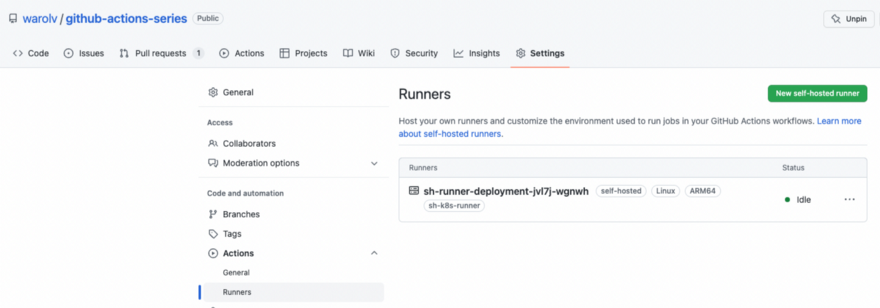 warolv / github-actions-series Public Unpin
Code Issues Pull requests 1 Actions Projects Wiki Security Insights Settings
General
Access
Collaborators
Moderation options
Code and automation
Branches
Tags
Actions
General
Runners
Runners New self-hosted runner
Host your own runners and customize the environment used to run jobs in your GitHub Actions workflows. Learn more
about self-hosted runners.
Runners Status
sh-runner-deployment-jvl7j-wgnwh self-hosted Linux ARM64 Idle
sh-k8s-runner